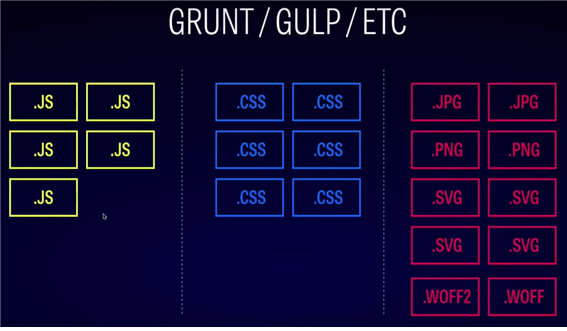 GRUNT / GULP / ETC
.JS .JS
.JS .JS
.JS
.CSS .CSS
.CSS .CSS
.CSS .CSS
.JPG .JPG
.PNG .PNG
.SVG .SVG
.SVG .SVG
.WOFF2 .WOFF